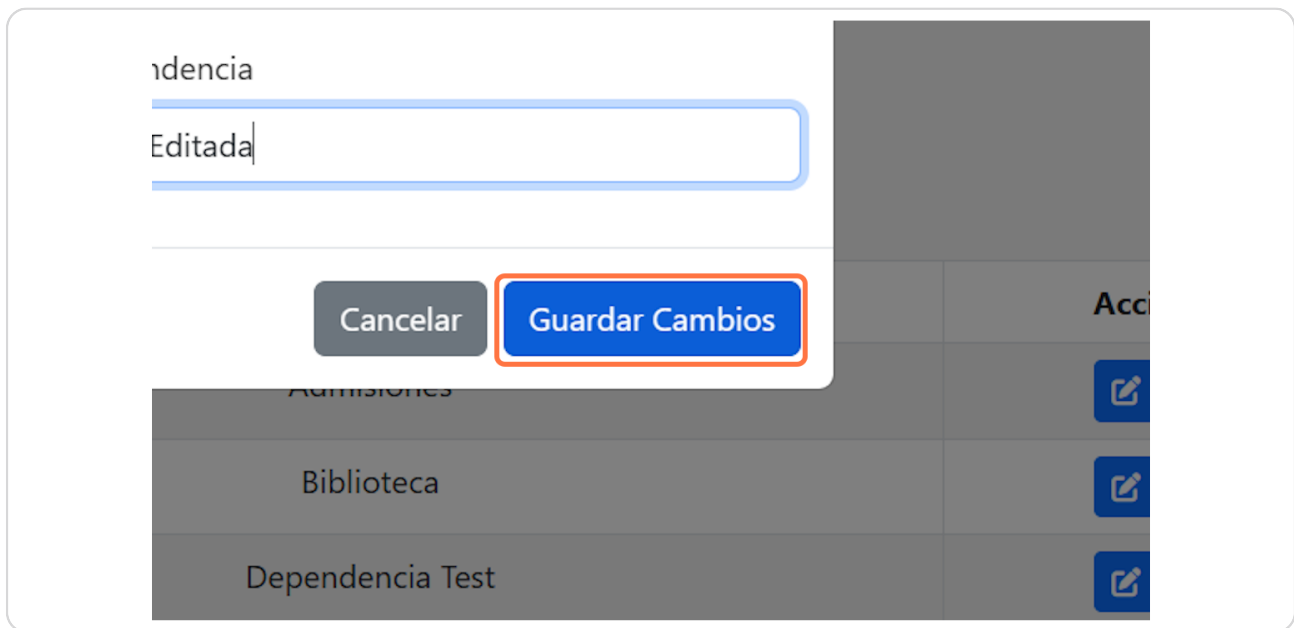 ndencia
Editada
Cancelar
Guardar Cambios
Acci
Admisiones
Biblioteca
Dependencia Test